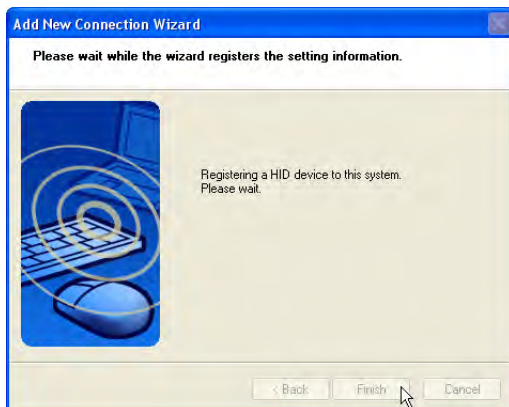 Add New Connection Wizard
Please wait while the wizard registers the setting information.
Registering a HID device to this system.
Please wait.
< Back
Finish
Cancel